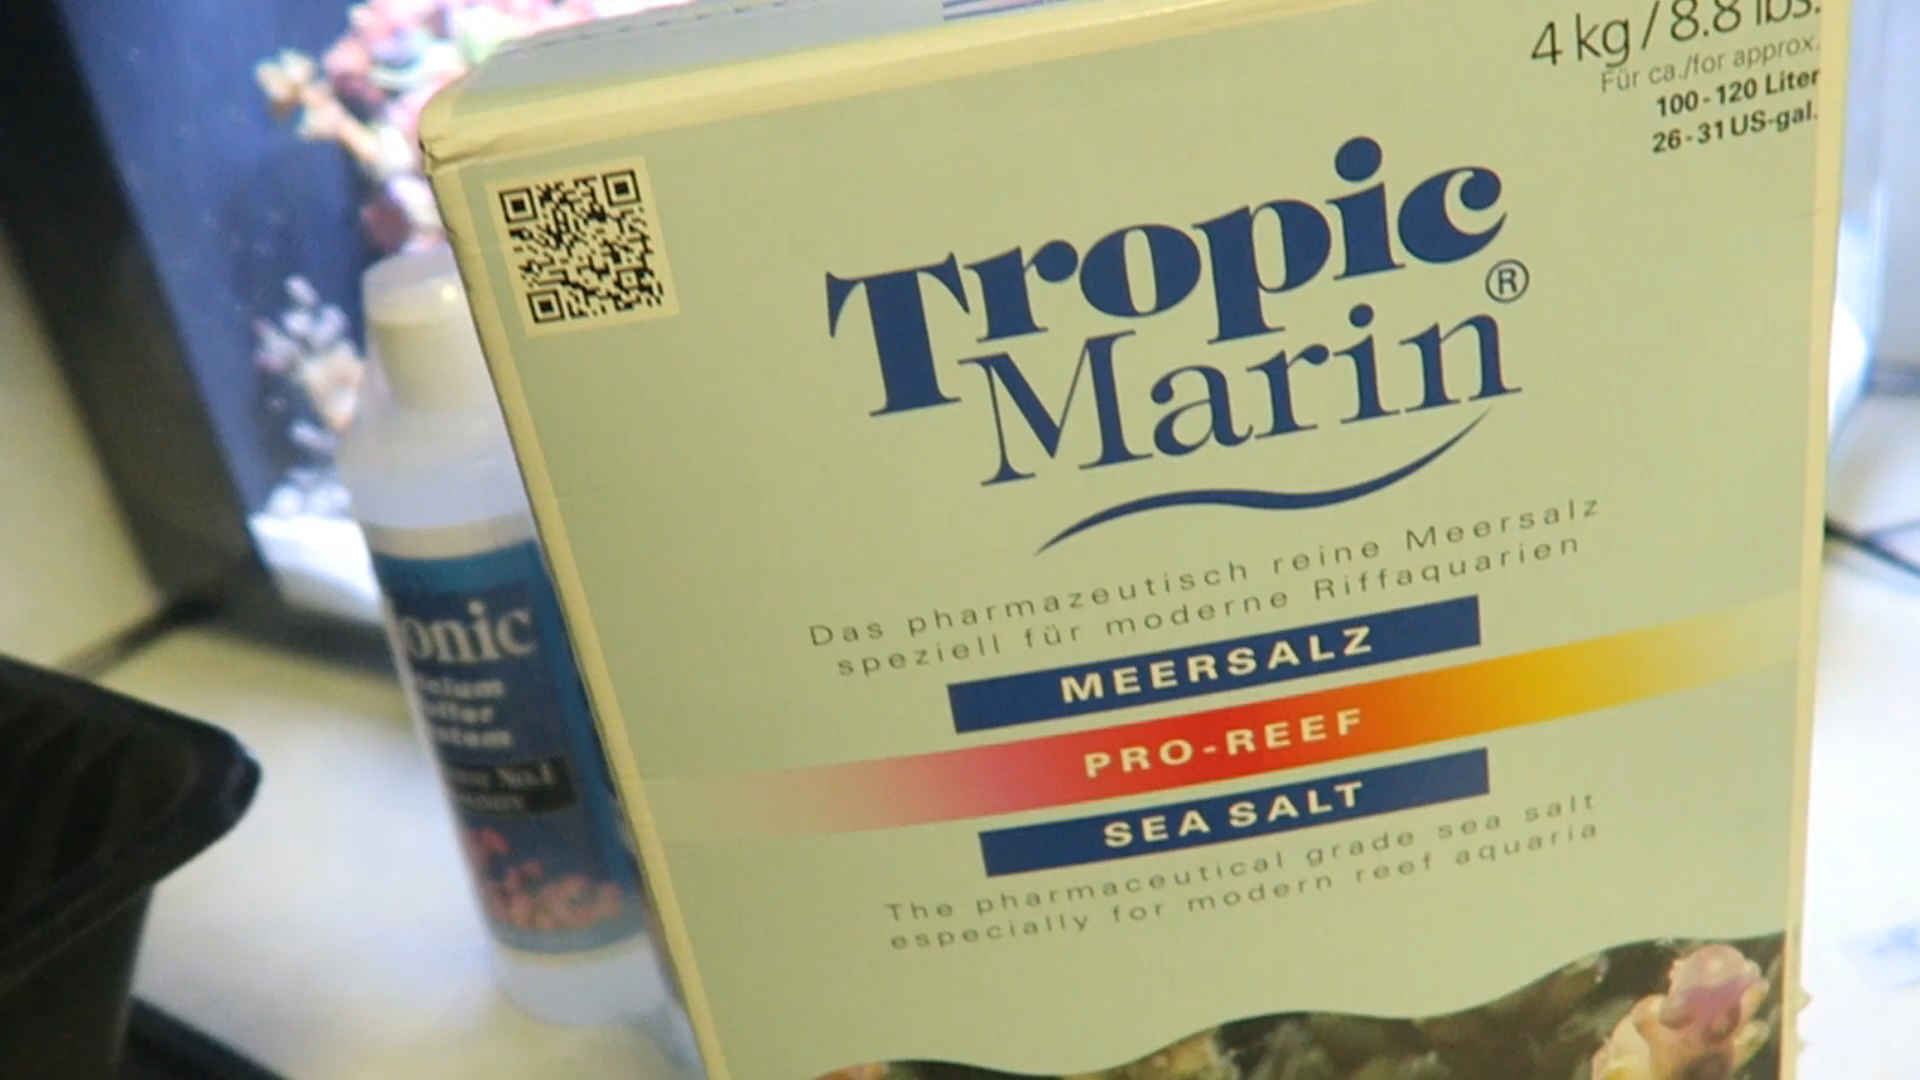 4 kg / 8.8 lbs.
Für ca./for approx.
100-120 Liter
26-31 US-gal.
Tropic
Marin®
Das pharmazeutisch reine Meersalz
speziell für moderne Riffaquarien
MEERSALZ
PRO-REEF
SEA SALT
The pharmaceutical grade sea salt
especially for modern reef aquaria
onic
No.1